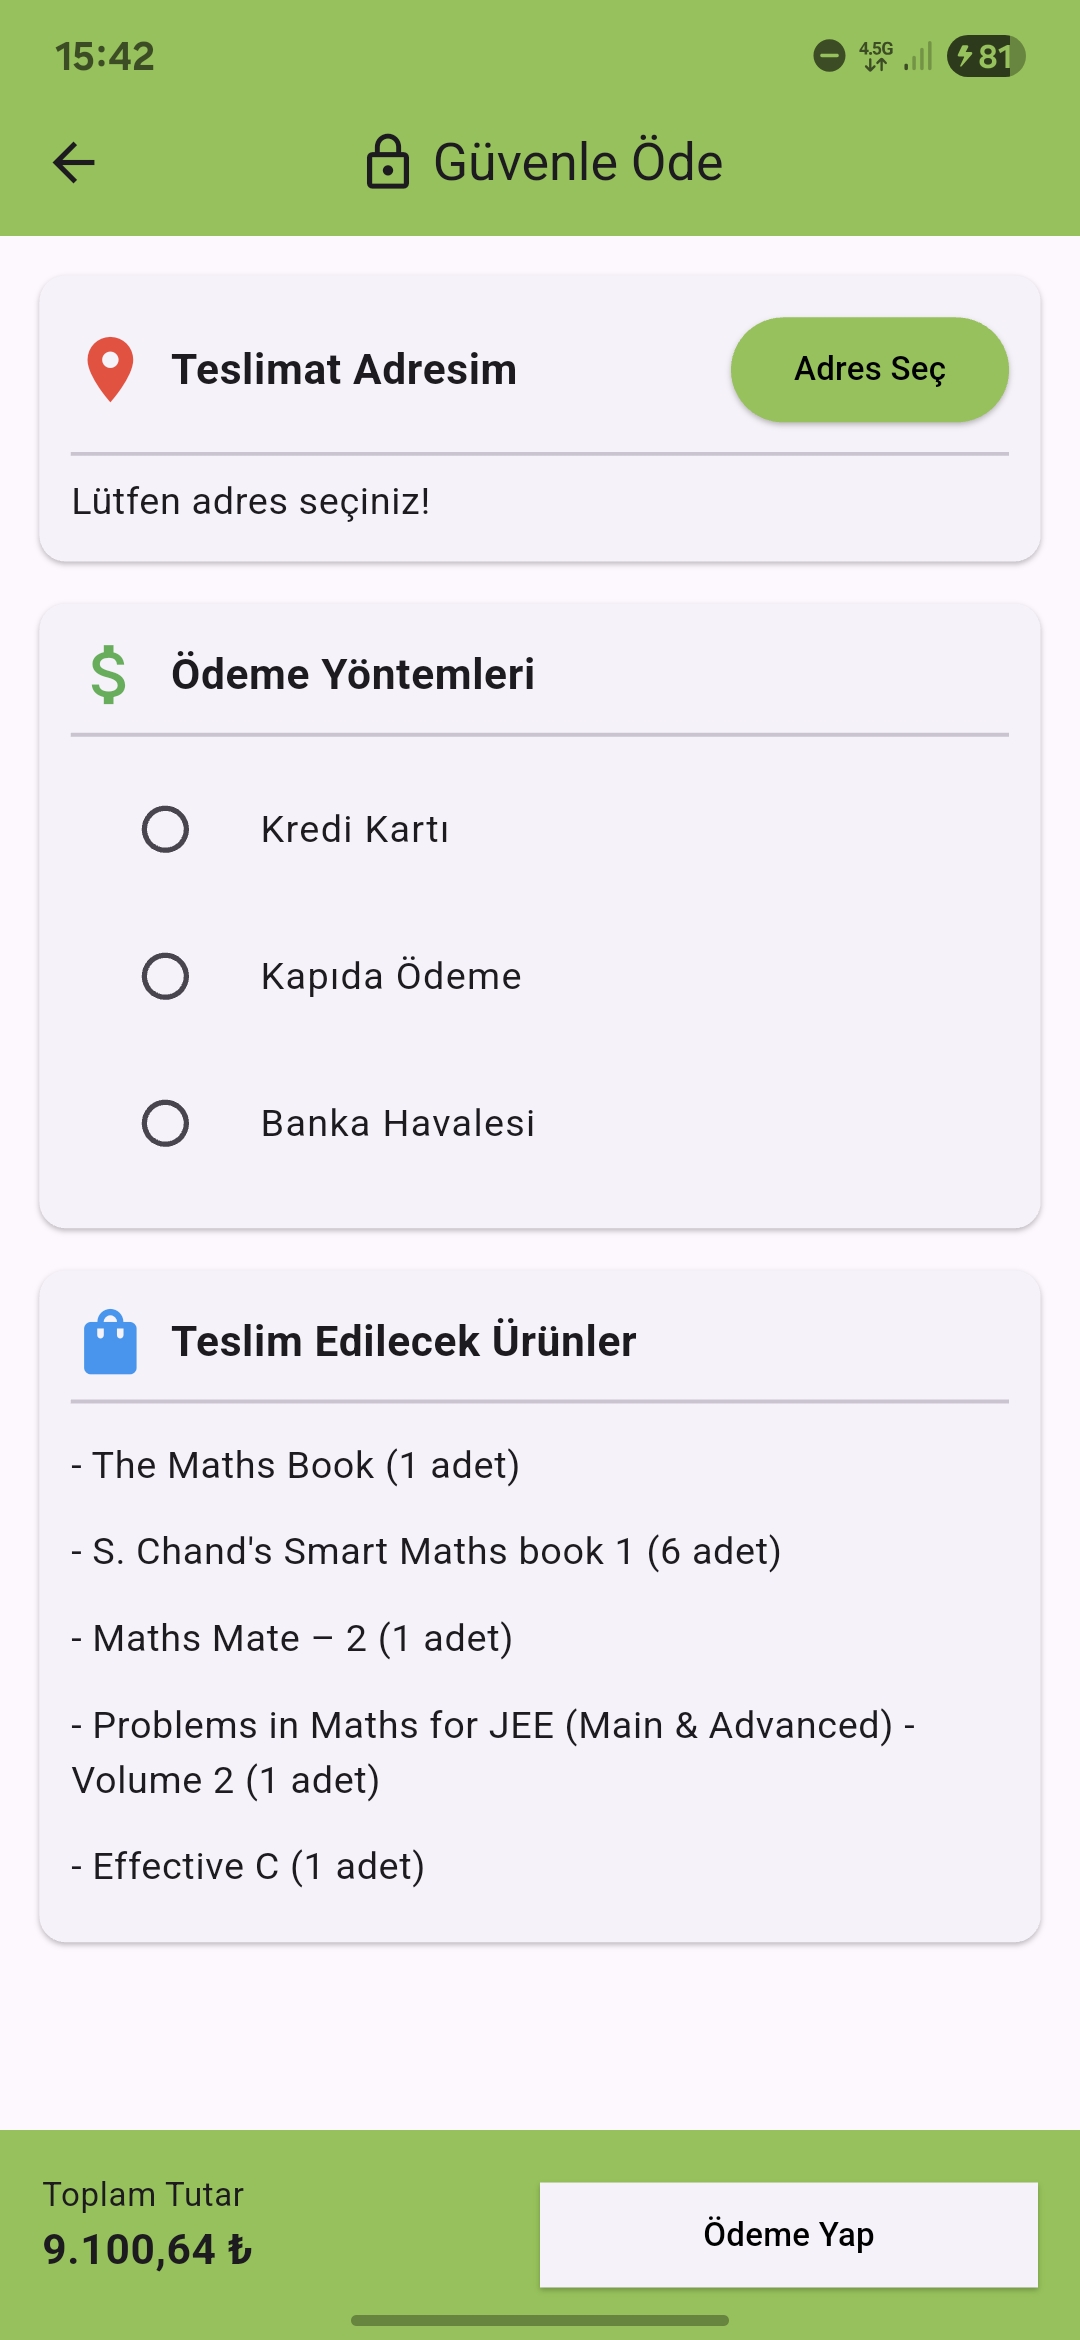 15:42
4.5G
81
Güvenle Öde
Teslimat Adresim
Adres Seç
Lütfen adres seçiniz!
Ödeme Yöntemleri
Kredi Kartı
Kapıda Ödeme
Banka Havalesi
Teslim Edilecek Ürünler
- The Maths Book (1 adet)
- S. Chand's Smart Maths book 1 (6 adet)
- Maths Mate – 2 (1 adet)
- Problems in Maths for JEE (Main & Advanced) -
Volume 2 (1 adet)
- Effective C (1 adet)
Toplam Tutar
9.100,64 ₺
Ödeme Yap